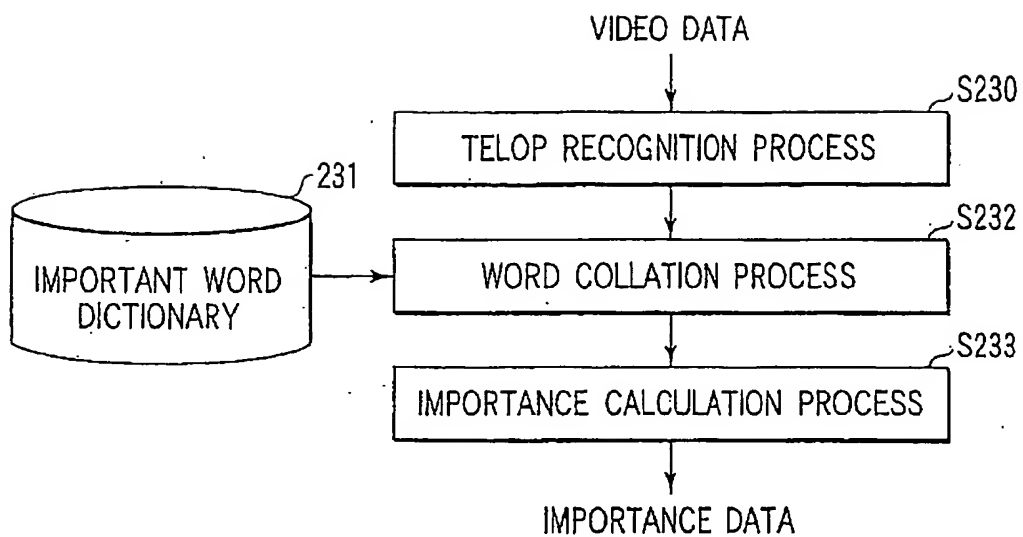 VIDEO DATA
S230
TELOP RECOGNITION PROCESS
231
S232
IMPORTANT WORD
DICTIONARY
WORD COLLATION PROCESS
S233
IMPORTANCE CALCULATION PROCESS
IMPORTANCE DATA